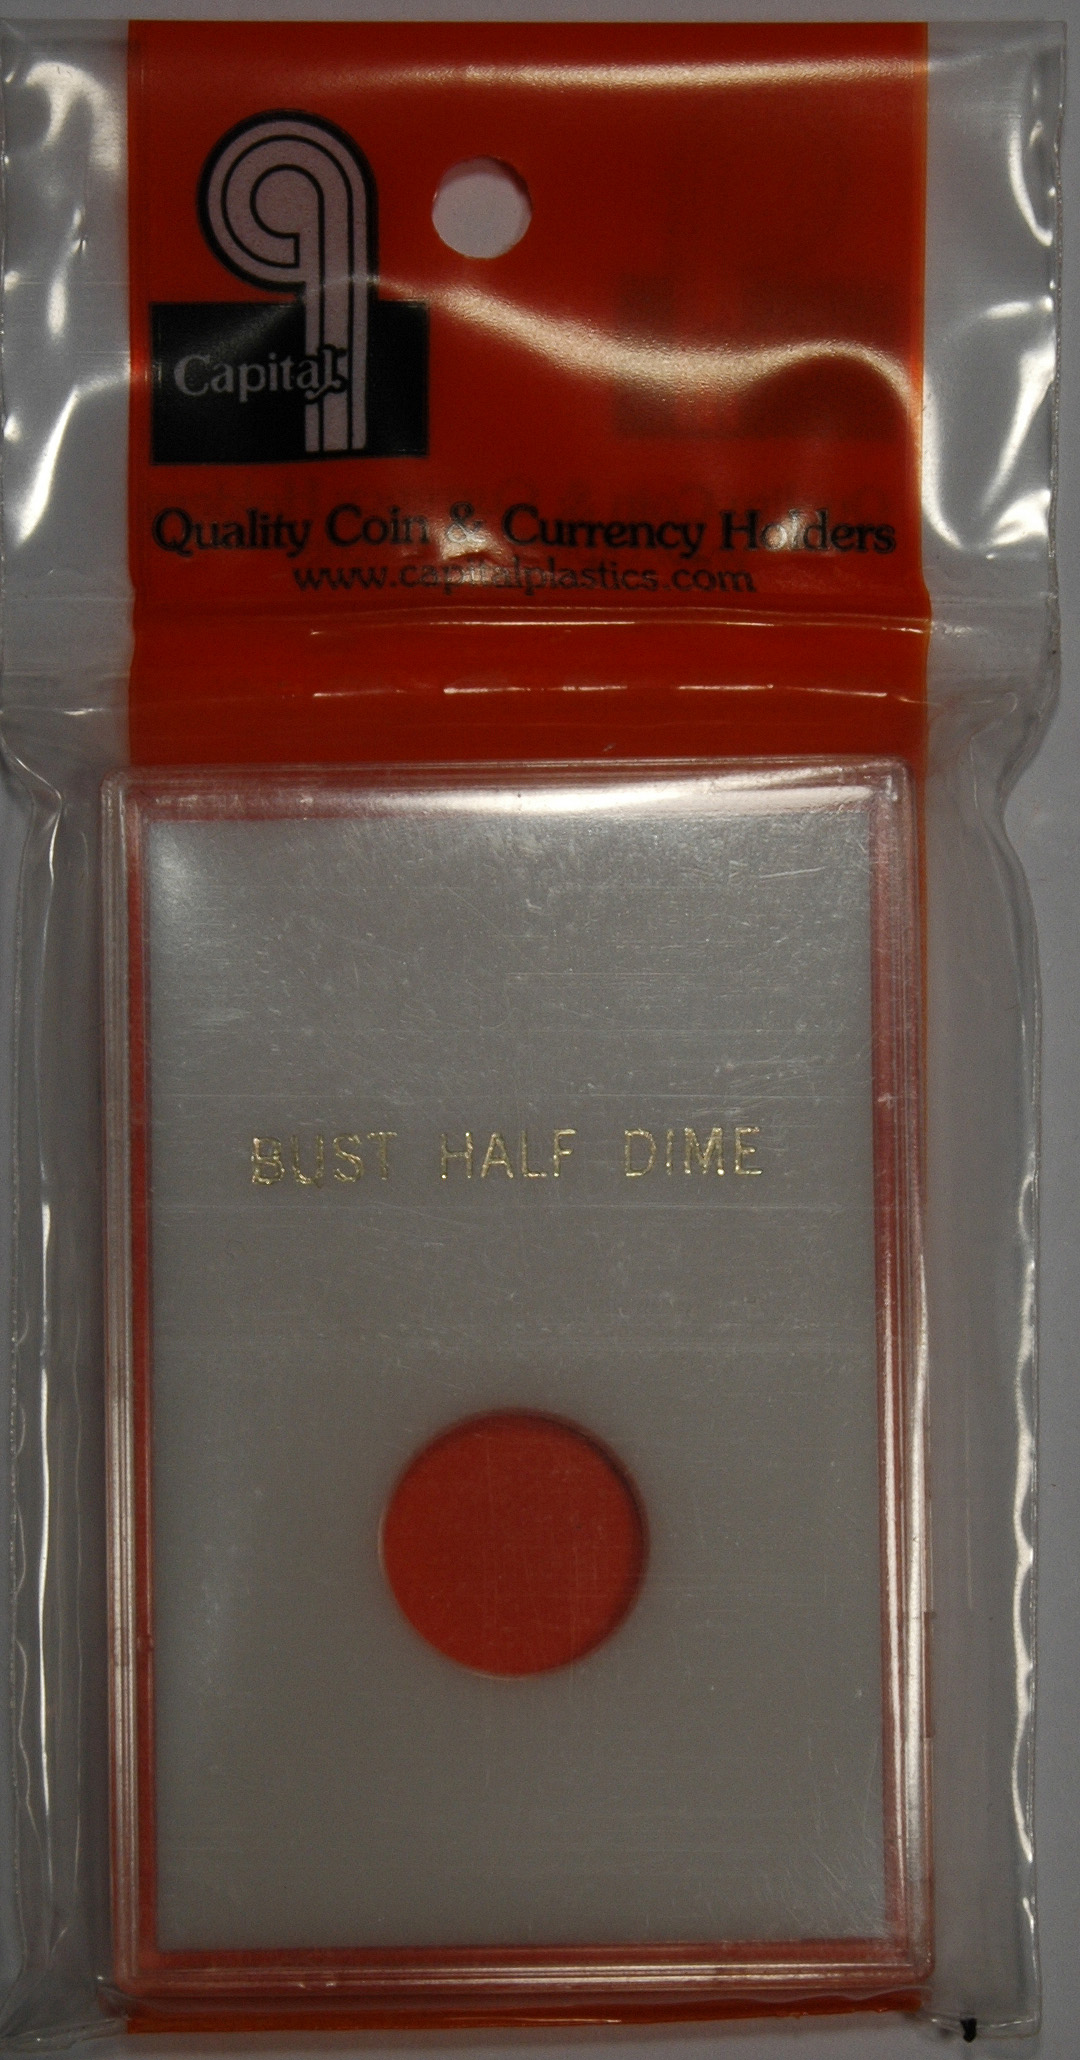 Capital
Quality Coin & Currency Holders
www.capitalplastics.com
BUST HALF DIME